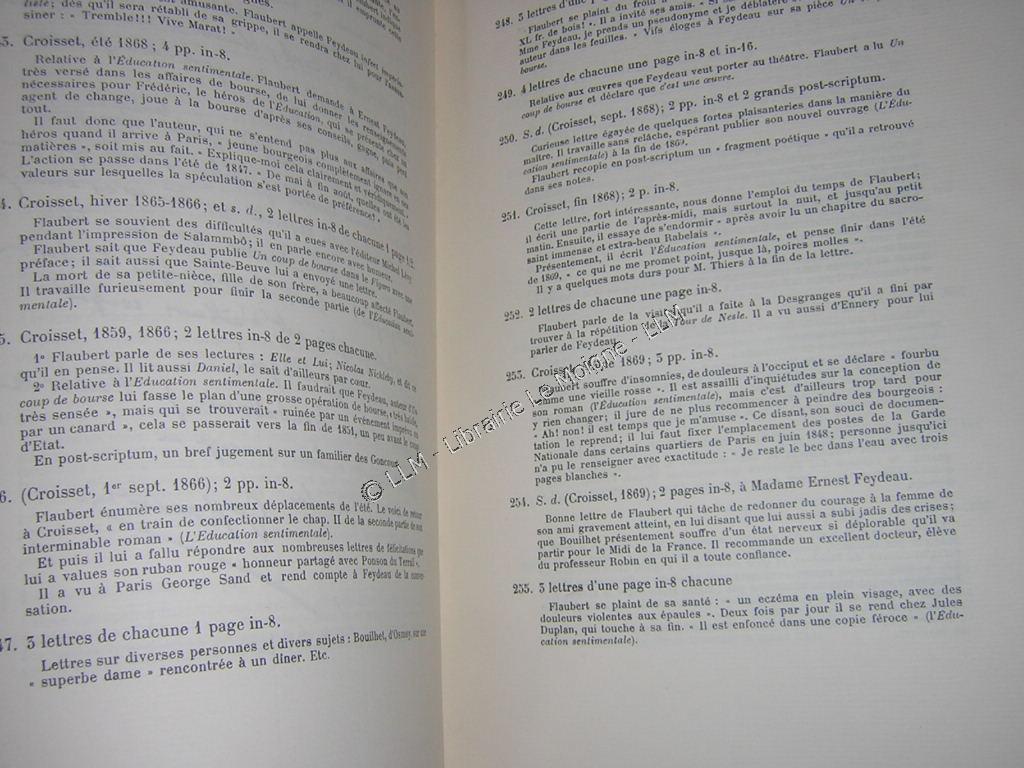 dès qu'il sera rétabli de sa grippe, il se rendra chez lui pour l'aider
« Tremble!!! Vive Marat! »
3. Croisset, été 1868; 4 pp. in-8.
Relative à l'Éducation sentimentale. Flaubert demande à Ernest Feydeau,
très versé dans les affaires de bourse, de lui donner les renseignements
nécessaires pour Frédéric, le héros de l'Éducation, qui se présente chez un
agent de change, joue à la bourse d'après ses conseils, gagne, puis perd
tout.
Il faut donc que l'auteur, qui ne s'entend pas plus aux affaires que son
héros quand il arrive à Paris, « jeune bourgeois complètement ignare en ces
matières », soit mis au fait. « Explique-moi cela clairement et véridiquement.
L'action se passe dans l'été de 1847. « De mai à fin août, quelles ont été les
valeurs sur lesquelles la spéculation s'est portée de préférence? »
4. Croisset, hiver 1865-1866; et s. d., 2 lettres in-8 de chacune 1 page 1/2.
Flaubert se souvient des difficultés qu'il a eues avec l'éditeur Michel Lévy
pendant l'impression de Salammbô; il en parle encore avec humeur.
Flaubert sait que Feydeau publie Un coup de bourse dans le Figaro avec une
préface; il sait aussi que Sainte-Beuve lui a envoyé une lettre.
La mort de sa petite-nièce, fille de son frère, a beaucoup affecté Flaubert.
Il travaille furieusement pour finir la seconde partie (de l'Éducation senti-
mentale).
5. Croisset, 1859, 1866; 2 lettres in-8 de 2 pages chacune.
1º Flaubert parle de ses lectures : Elle et Lui; Nicolas Nickleby, et dit ce
qu'il en pense. Il lit aussi Daniel, le sait d'ailleurs par cœur.
2º Relative à l'Éducation sentimentale. Il faudrait que Feydeau, auteur d'Un
coup de bourse lui fasse le plan d'une grosse opération de bourse, « très habile,
très sensée », mais qui se trouverait « ruinée par un événement imprévu ou
par un canard », cela se passerait vers la fin de 1851, un peu avant le coup
d'Etat.
En post-scriptum, un bref jugement sur un familier des Goncourt.
6. (Croisset, 1er sept. 1866); 2 pp. in-8.
Flaubert énumère ses nombreux déplacements de l'été. Le voici de retour
à Croisset, « en train de confectionner le chap. II de la seconde partie de son
interminable roman » (L'Education sentimentale).
Et puis il lui a fallu répondre aux nombreuses lettres de félicitations que
lui a values son ruban rouge « honneur partagé avec Ponson du Terrail ».
Il a vu à Paris George Sand et rend compte à Feydeau de la conver-
sation.
47. 3 lettres de chacune 1 page in-8.
Lettres sur diverses personnes et divers sujets : Bouilhet, d'Osmoy, sur une
« superbe dame » rencontrée à un diner. Etc.
248. 3 lettres d'une
Flaubert se plaint du froid
XL fr. de bois! ». Il a invité ses amis. « Si
Mme Feydeau, je prends un pseudonyme et je déblatère
auteur dans les feuilles. » Vifs éloges à Feydeau sur sa pièce Un
bourse.
249. 4 lettres de chacune une page in-8 et in-16.
Relative aux œuvres que Feydeau veut porter au théâtre. Flaubert a lu Un
coup de bourse et déclare que c'est une œuvre.
250. S. d. (Croisset, sept. 1868); 2 pp. in-8 et 2 grands post-scriptum.
Curieuse lettre égayée de quelques fortes plaisanteries dans la manière du
maître. Il travaille sans relâche, espérant publier son nouvel ouvrage (L'Édu-
cation sentimentale) à la fin de 1869.
Flaubert recopie en post-scriptum un « fragment poétique » qu'il a retrouvé
dans ses notes.
251. Croisset, fin 1868); 2 p. in-8.
Cette lettre, fort intéressante, nous donne l'emploi du temps de Flaubert;
il écrit une partie de l'après-midi, mais surtout la nuit, et jusqu'au petit
matin. Ensuite, il essaye de s'endormir « après avoir lu un chapitre du sacro-
saint immense et extra-beau Rabelais ».
Présentement, il écrit l'Education sentimentale, et pense finir dans l'été
de 1869, « ce qui ne me promet point, jusque là, poires molles ».
Il y a quelques mots durs pour M. Thiers à la fin de la lettre.
252. 2 lettres de chacune une page in-8.
Flaubert parle de la visite qu'il a faite à la Desgranges qu'il a fini par
trouver à la répétition de la Tour de Nesle. Il a vu aussi d'Ennery pour lui
parler de Feydeau.
253. Croisset, 1869; 3 pp. in-8.
Flaubert souffre d'insomnies, de douleurs à l'occiput et se déclare « fourbu
comme une vieille rosse ». Il est assailli d'inquiétudes sur la conception de
son roman (l'Éducation sentimentale), mais c'est d'ailleurs trop tard pour
y rien changer; il jure de ne plus recommencer à peindre des bourgeois :
« Ah! non! il est temps que je m'amuse ». Ce disant, son souci de documen-
tation le reprend; il lui faut fixer l'emplacement des postes de la Garde
Nationale dans certains quartiers de Paris en juin 1848; personne jusqu'ici
n'a pu le renseigner avec exactitude : « Je reste le bec dans l'eau avec trois
pages blanches ».
254. S. d. (Croisset, 1869); 2 pages in-8, à Madame Ernest Feydeau.
Bonne lettre de Flaubert qui tâche de redonner du courage à la femme de
son ami gravement atteint, en lui disant que lui aussi a subi jadis des crises;
que Bouilhet présentement souffre d'un état nerveux si déplorable qu'il va
partir pour le Midi de la France. Il recommande un excellent docteur, élève
du professeur Robin en qui il a toute confiance.
255. 3 lettres d'une page in-8 chacune
Flaubert se plaint de sa santé : « un eczéma en plein visage, avec des
douleurs violentes aux épaules ». Deux fois par jour il se rend chez Jules
Duplan, qui touche à sa fin. « Il est enfoncé dans une copie féroce » (l'Édu-
cation sentimentale).
© LLM - Librairie Le Moigne - LLM